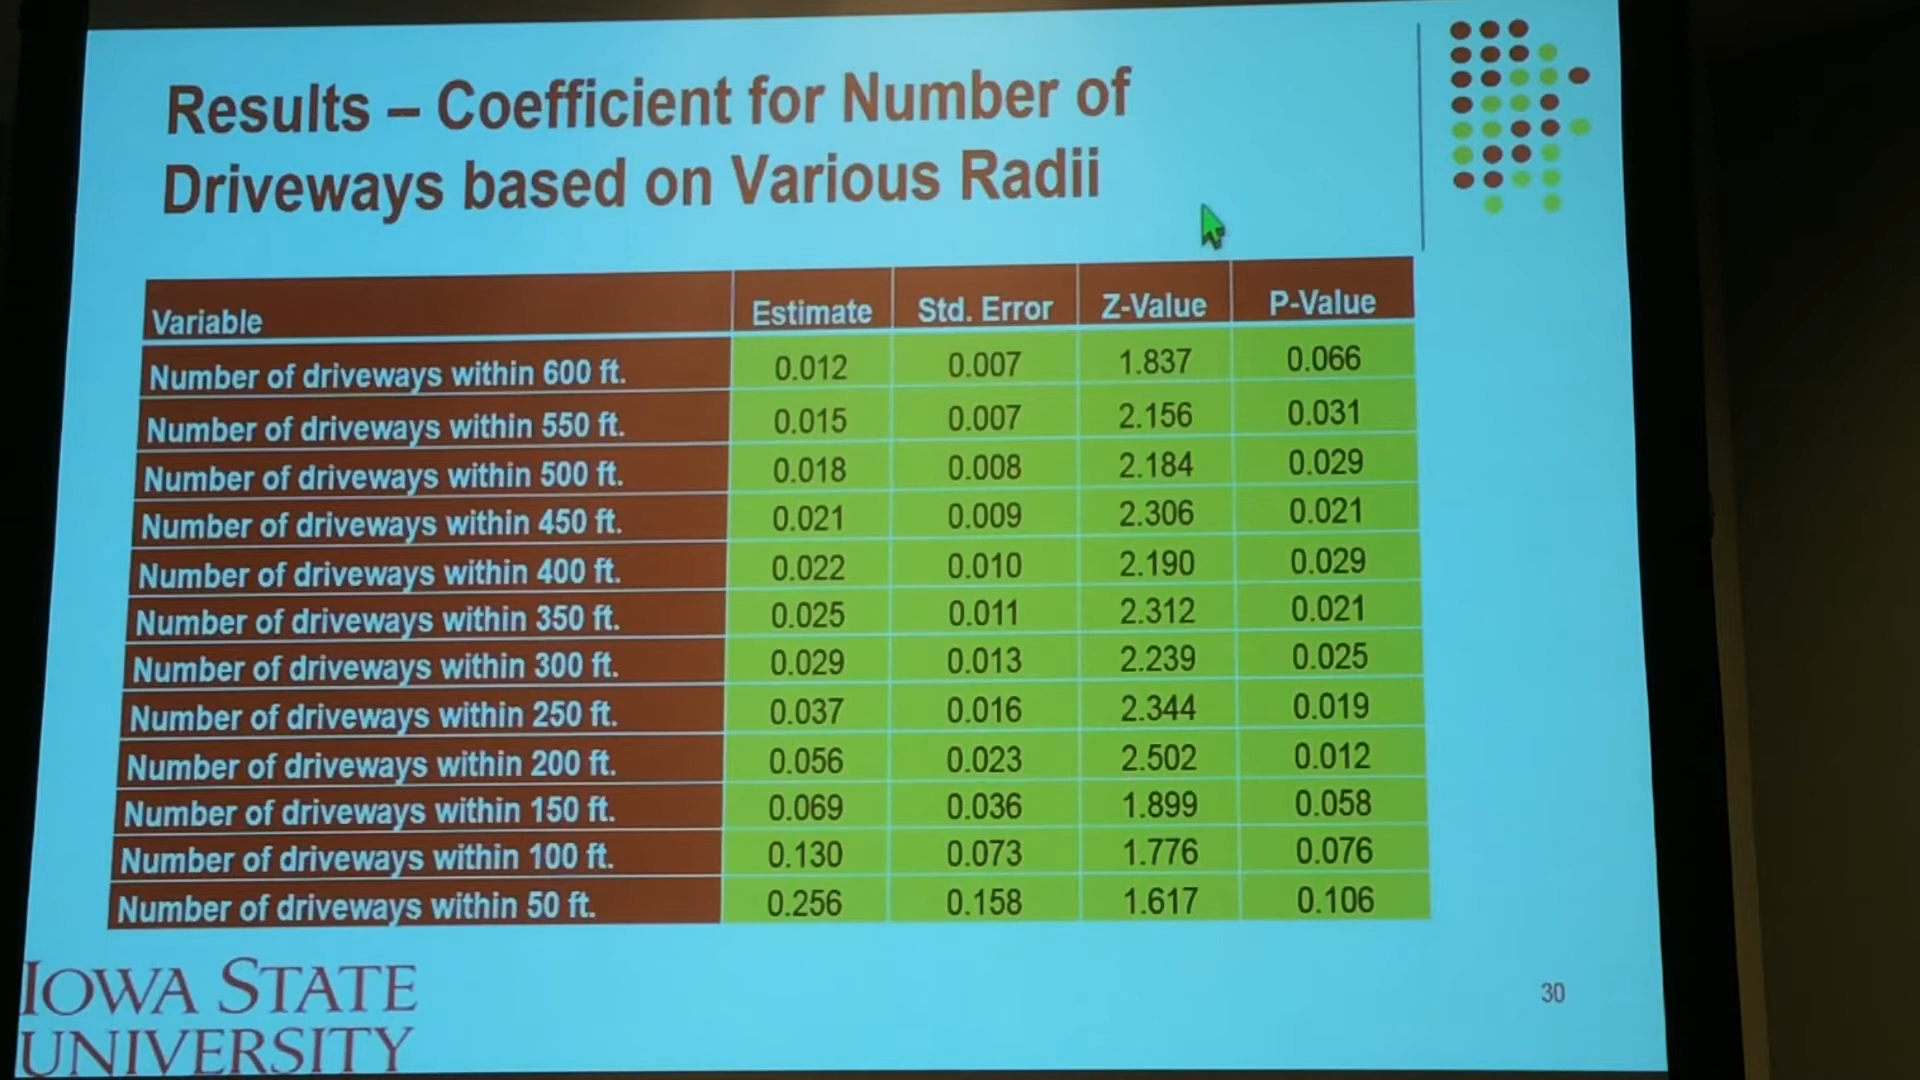 Results – Coefficient for Number of
Driveways based on Various Radii
Variable Estimate Std. Error Z-Value P-Value
Number of driveways within 600 ft. 0.012 0.007 1.837 0.066
Number of driveways within 550 ft. 0.015 0.007 2.156 0.031
Number of driveways within 500 ft. 0.018 0.008 2.184 0.029
Number of driveways within 450 ft. 0.021 0.009 2.306 0.021
Number of driveways within 400 ft. 0.022 0.010 2.190 0.029
Number of driveways within 350 ft. 0.025 0.011 2.312 0.021
Number of driveways within 300 ft. 0.029 0.013 2.239 0.025
Number of driveways within 250 ft. 0.037 0.016 2.344 0.019
Number of driveways within 200 ft. 0.056 0.023 2.502 0.012
Number of driveways within 150 ft. 0.069 0.036 1.899 0.058
Number of driveways within 100 ft. 0.130 0.073 1.776 0.076
Number of driveways within 50 ft. 0.256 0.158 1.617 0.106
IOWA STATE
UNIVERSITY
30